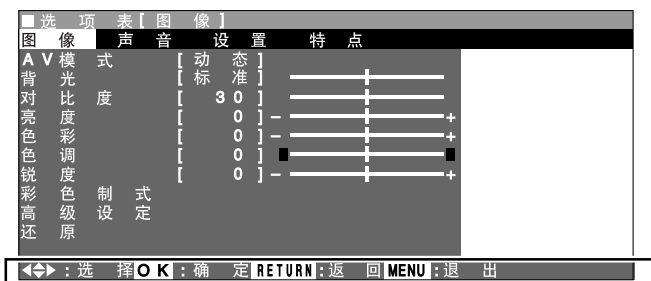 ■选项表[图像]
图像 声音 设置 特点
AV模式 [动态]
背光 [标准]
对比度 [30]
亮度 [0] − +
色彩 [0] − +
色调 [0]
锐度 [0] − +
彩色制式
高级设定
还原
:选择 OK:确定 RETURN:返回 MENU:退出